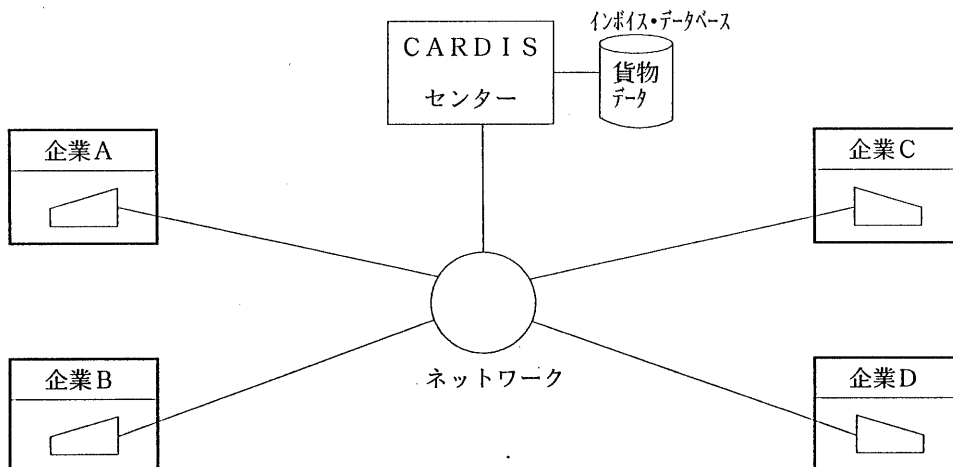 インボイス・データベース
CARDIS
センター
貨物
データ
企業A
企業C
ネットワーク
企業B
企業D